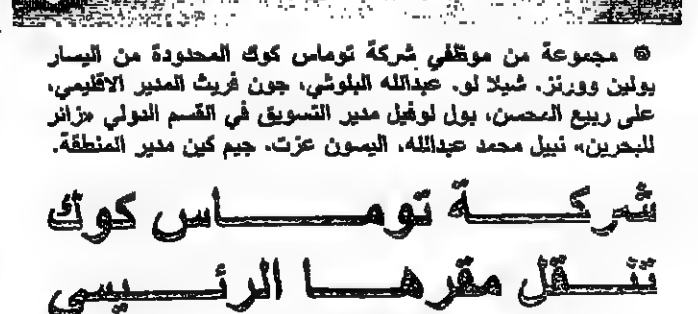 مجموعة من موظفي شركة توماس كوك المحدودة من اليسار
بولين وورنز، شيلا لو. عبدالله البلوشي، جون غريث المدير الاقليمي،
على ربيع المحسن، بول لوفيل مدير التسويق في القسم الدولي «زائر
للبحرين» نبيل محمد عبدالله، اليسون عزت، جيم كين مدير المنطقة.
شركة توماس كوك
تنقل مقرها الرئيسي